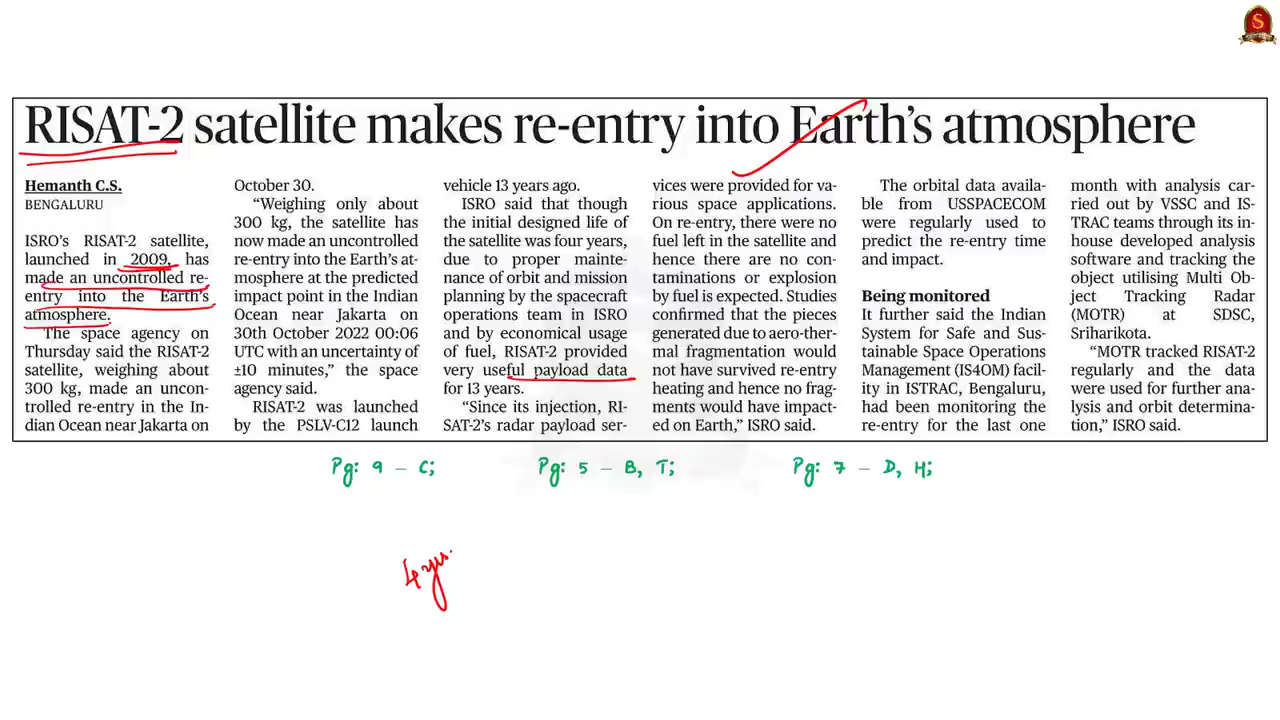 RISAT-2 satellite makes re-entry into Earth's atmosphere
Hemanth C.S.
BENGALURU
ISRO's RISAT-2 satellite,
launched in 2009, has
made an uncontrolled re-
entry into the Earth's
atmosphere.
The space agency on
Thursday said the RISAT-2
satellite, weighing about
300 kg, made an uncon-
trolled re-entry in the In-
dian Ocean near Jakarta on
October 30.
“Weighing only about
300 kg, the satellite has
now made an uncontrolled
re-entry into the Earth's at-
mosphere at the predicted
impact point in the Indian
Ocean near Jakarta on
30th October 2022 00:06
UTC with an uncertainty of
±10 minutes,” the space
agency said.
RISAT-2 was launched
by the PSLV-C12 launch
vehicle 13 years ago.
ISRO said that though
the initial designed life of
the satellite was four years,
due to proper mainte-
nance of orbit and mission
planning by the spacecraft
operations team in ISRO
and by economical usage
of fuel, RISAT-2 provided
very useful payload data
for 13 years.
“Since its injection, RI-
SAT-2's radar payload ser-
vices were provided for va-
rious space applications.
On re-entry, there were no
fuel left in the satellite and
hence there are no con-
taminations or explosion
by fuel is expected. Studies
confirmed that the pieces
generated due to aero-ther-
mal fragmentation would
not have survived re-entry
heating and hence no frag-
ments would have impact-
ed on Earth,” ISRO said.
The orbital data availa-
ble from USSPACECOM
were regularly used to
predict the re-entry time
and impact.
Being monitored
It further said the Indian
System for Safe and Sus-
tainable Space Operations
Management (IS4OM) facil-
ity in ISTRAC, Bengaluru,
had been monitoring the
re-entry for the last one
month with analysis car-
ried out by VSSC and IS-
TRAC teams through its in-
house developed analysis
software and tracking the
object utilising Multi Ob-
ject Tracking Radar
(MOTR) at SDSC,
Sriharikota.
“MOTR tracked RISAT-2
regularly and the data
were used for further ana-
lysis and orbit determina-
tion,” ISRO said.
Pg: 9 – C; Pg: 5 – B, T; Pg: 7 – D, H;
4 yrs.